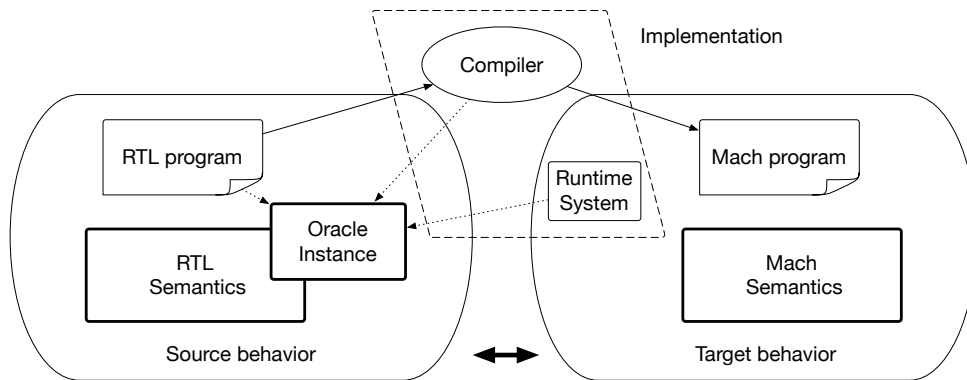 Implementation
Compiler
RTL program
Mach program
Runtime
System
Oracle
Instance
RTL
Semantics
Mach
Semantics
Source behavior
Target behavior